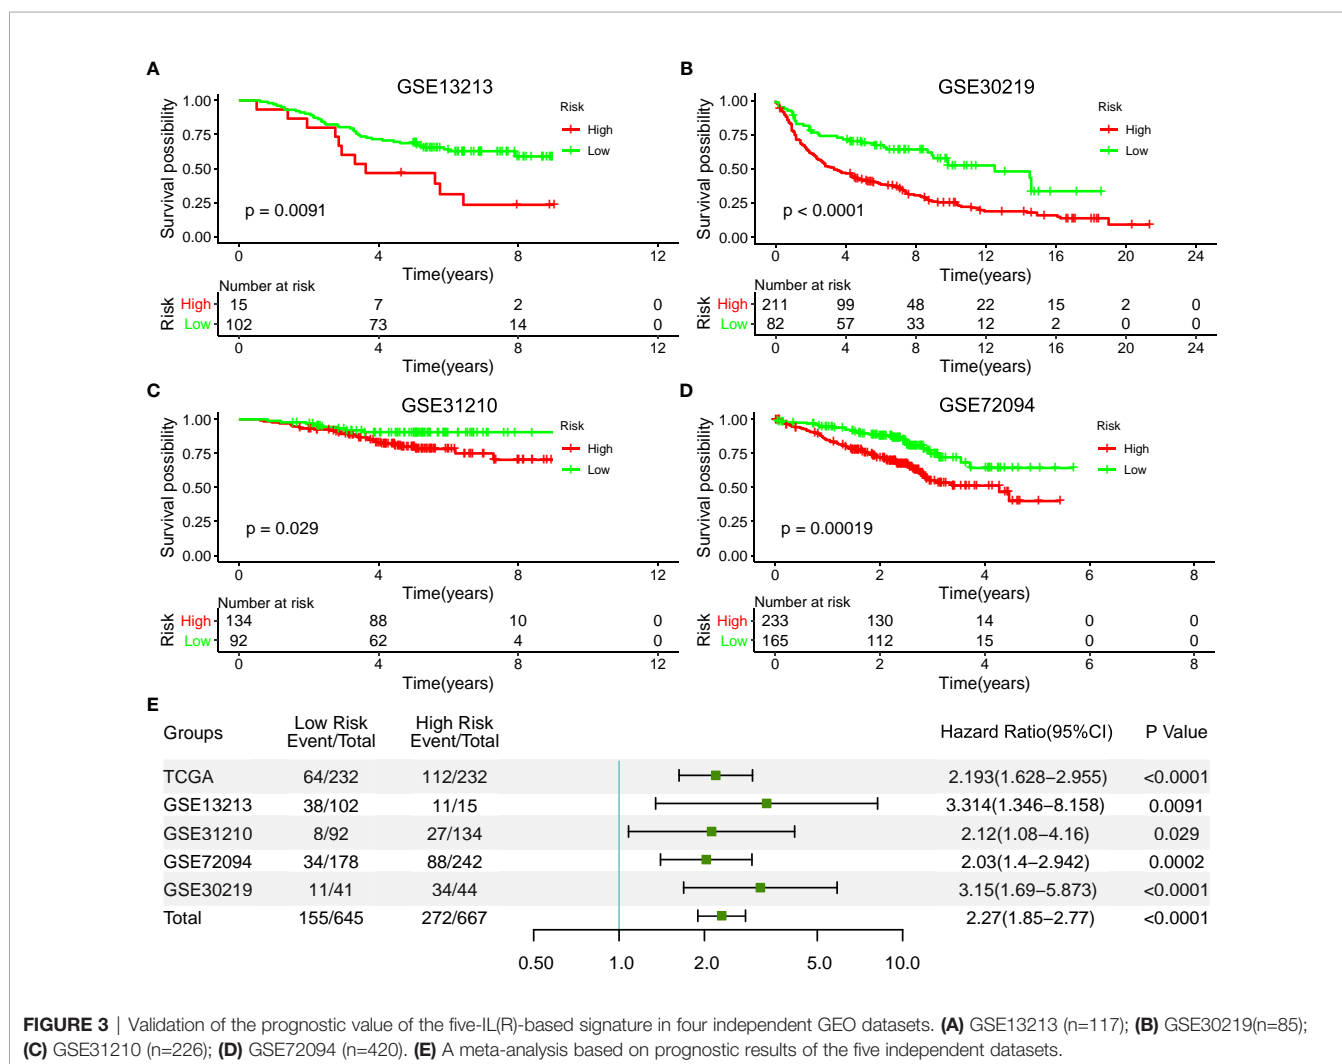 A
GSE13213
Survival possibility
1.00
0.75
0.50
0.25
0.00
p = 0.0091
Risk
High
Low
0 4 8 12
Time(years)
Number at risk
Risk
High 15 7 2 0
Low 102 73 14 0
0 4 8 12
Time(years)
B
GSE30219
Survival possibility
1.00
0.75
0.50
0.25
0.00
p < 0.0001
Risk
High
Low
0 4 8 12 16 20 24
Time(years)
Number at risk
Risk
High 211 99 48 22 15 2 0
Low 82 57 33 12 2 0 0
0 4 8 12 16 20 24
Time(years)
C
GSE31210
Survival possibility
1.00
0.75
0.50
0.25
0.00
p = 0.029
Risk
High
Low
0 4 8 12
Time(years)
Number at risk
Risk
High 134 88 10 0
Low 92 62 4 0
0 4 8 12
Time(years)
D
GSE72094
Survival possibility
1.00
0.75
0.50
0.25
0.00
p = 0.00019
Risk
High
Low
0 2 4 6 8
Time(years)
Number at risk
Risk
High 233 130 14 0 0
Low 165 112 15 0 0
0 2 4 6 8
Time(years)
E
Groups Low Risk Event/Total High Risk Event/Total Hazard Ratio(95%CI) P Value
TCGA 64/232 112/232 2.193(1.628–2.955) <0.0001
GSE13213 38/102 11/15 3.314(1.346–8.158) 0.0091
GSE31210 8/92 27/134 2.12(1.08–4.16) 0.029
GSE72094 34/178 88/242 2.03(1.4–2.942) 0.0002
GSE30219 11/41 34/44 3.15(1.69–5.873) <0.0001
Total 155/645 272/667 2.27(1.85–2.77) <0.0001
0.50 1.0 2.0 5.0 10.0
FIGURE 3 | Validation of the prognostic value of the five-IL(R)-based signature in four independent GEO datasets. (A) GSE13213 (n=117); (B) GSE30219(n=85);
(C) GSE31210 (n=226); (D) GSE72094 (n=420). (E) A meta-analysis based on prognostic results of the five independent datasets.